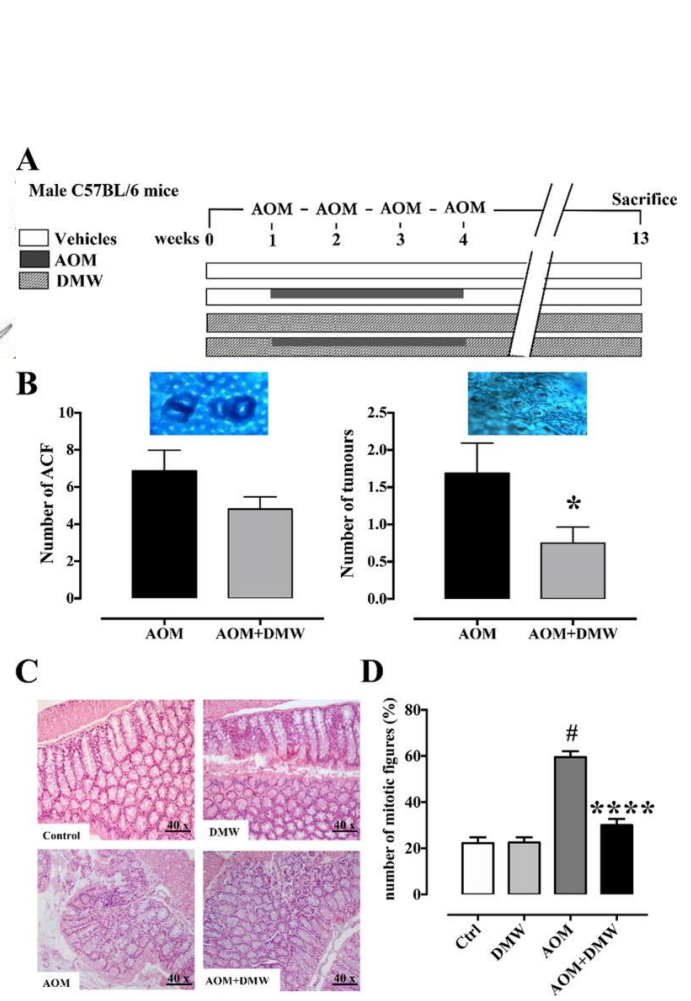 A
Male C57BL/6 mice
Vehicles
AOM
DMW
AOM - AOM - AOM - AOM
Sacrifice
weeks 0 1 2 3 4 13
B
Number of ACF
10
8
6
4
2
0
AOM AOM+DMW
Number of tumours
2.5
2.0
1.5
1.0
0.5
0.0
*
AOM AOM+DMW
C
Control
40 x
DMW
40 x
AOM
40 x
AOM+DMW
40 x
D
number of mitotic figures (%)
80
60
40
20
0
#
****
Ctrl
DMW
AOM
AOM+DMW